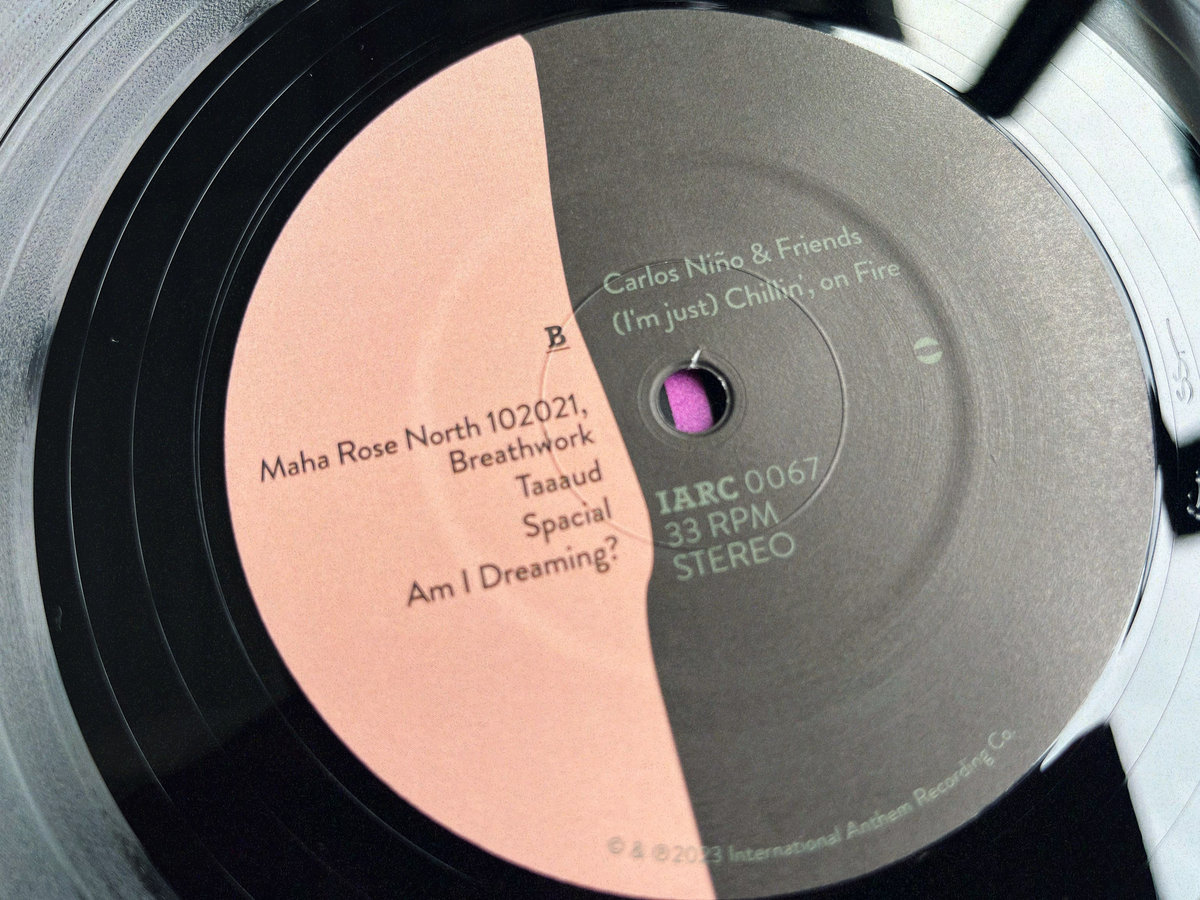 Carlos Niño & Friends
(I'm just) Chillin', on Fire
B
Maha Rose North 102021,
Breathwork
Taaaud
Spacial
Am I Dreaming?
IARC 0067
33 RPM
STEREO
© & ℗ 2023 International Anthem Recording Co.